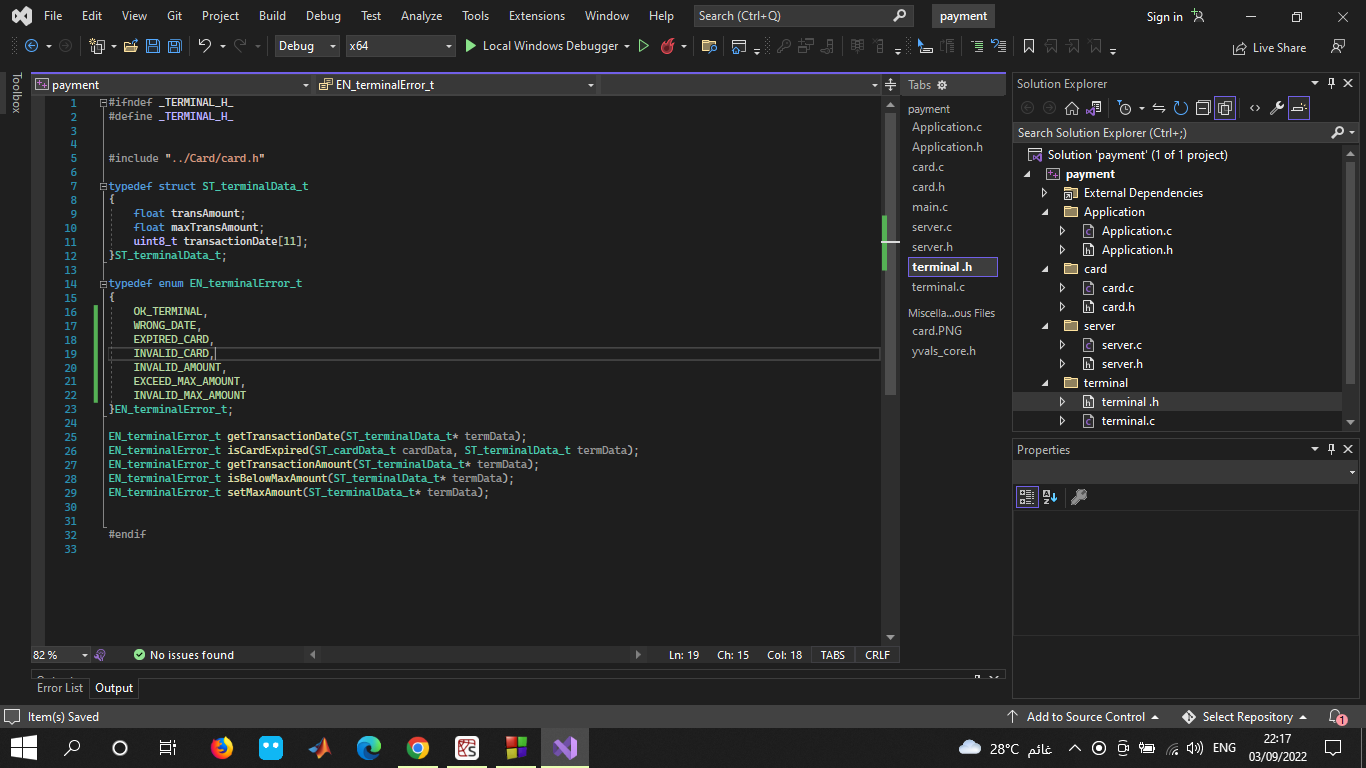 File Edit View Git Project Build Debug Test Analyze Tools Extensions Window Help Search (Ctrl+Q) payment Sign in
Debug x64 Local Windows Debugger Live Share
Toolbox
payment EN_terminalError_t
1 #ifndef _TERMINAL_H_
2 #define _TERMINAL_H_
3
4
5 #include "../Card/card.h"
6
7 typedef struct ST_terminalData_t
8 {
9 float transAmount;
10 float maxTransAmount;
11 uint8_t transactionDate[11];
12 }ST_terminalData_t;
13
14 typedef enum EN_terminalError_t
15 {
16 OK_TERMINAL,
17 WRONG_DATE,
18 EXPIRED_CARD,
19 INVALID_CARD,
20 INVALID_AMOUNT,
21 EXCEED_MAX_AMOUNT,
22 INVALID_MAX_AMOUNT
23 }EN_terminalError_t;
24
25 EN_terminalError_t getTransactionDate(ST_terminalData_t* termData);
26 EN_terminalError_t isCardExpired(ST_cardData_t cardData, ST_terminalData_t termData);
27 EN_terminalError_t getTransactionAmount(ST_terminalData_t* termData);
28 EN_terminalError_t isBelowMaxAmount(ST_terminalData_t* termData);
29 EN_terminalError_t setMaxAmount(ST_terminalData_t* termData);
30
31
32 #endif
33
82 % No issues found Ln: 19 Ch: 15 Col: 18 TABS CRLF
Error List Output
Tabs
payment
Application.c
Application.h
card.c
card.h
main.c
server.c
server.h
terminal .h
terminal.c
Miscella...ous Files
card.PNG
yvals_core.h
Solution Explorer
Search Solution Explorer (Ctrl+;)
Solution 'payment' (1 of 1 project)
payment
External Dependencies
Application
Application.c
Application.h
card
card.c
card.h
server
server.c
server.h
terminal
terminal .h
terminal.c
Properties
Item(s) Saved Add to Source Control Select Repository 1
28°C غائم ENG 22:17
03/09/2022